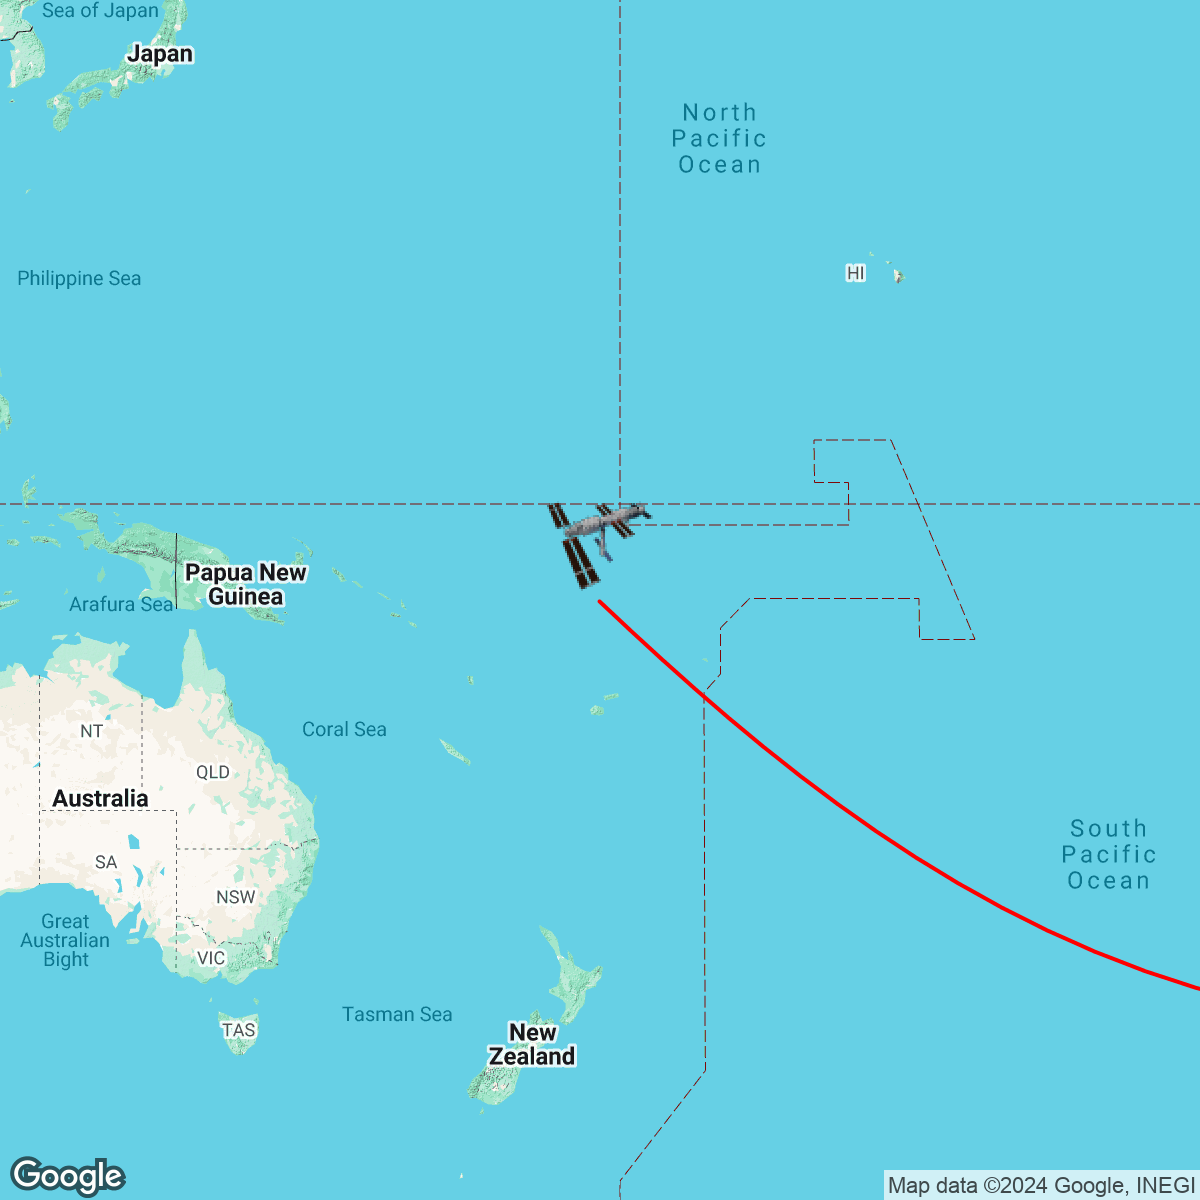 Sea of Japan
Japan
North
Pacific
Ocean
HI
Philippine Sea
Papua New
Guinea
Arafura Sea
Coral Sea
NT
QLD
Australia
SA
NSW
South
Pacific
Ocean
Great
Australian
Bight
VIC
Tasman Sea
TAS
New
Zealand
Google
Map data ©2024 Google, INEGI